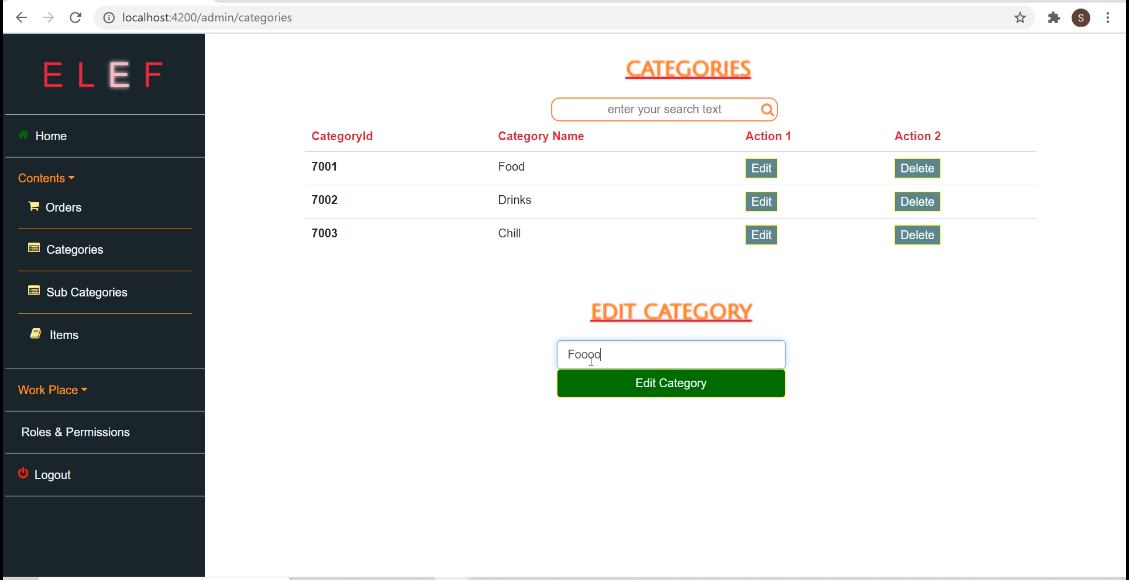 localhost:4200/admin/categories
S
ELEF
Home
Contents
Orders
Categories
Sub Categories
Items
Work Place
Roles & Permissions
Logout
CATEGORIES
enter your search text
CategoryId Category Name Action 1 Action 2
7001 Food Edit Delete
7002 Drinks Edit Delete
7003 Chill Edit Delete
EDIT CATEGORY
Foood
Edit Category